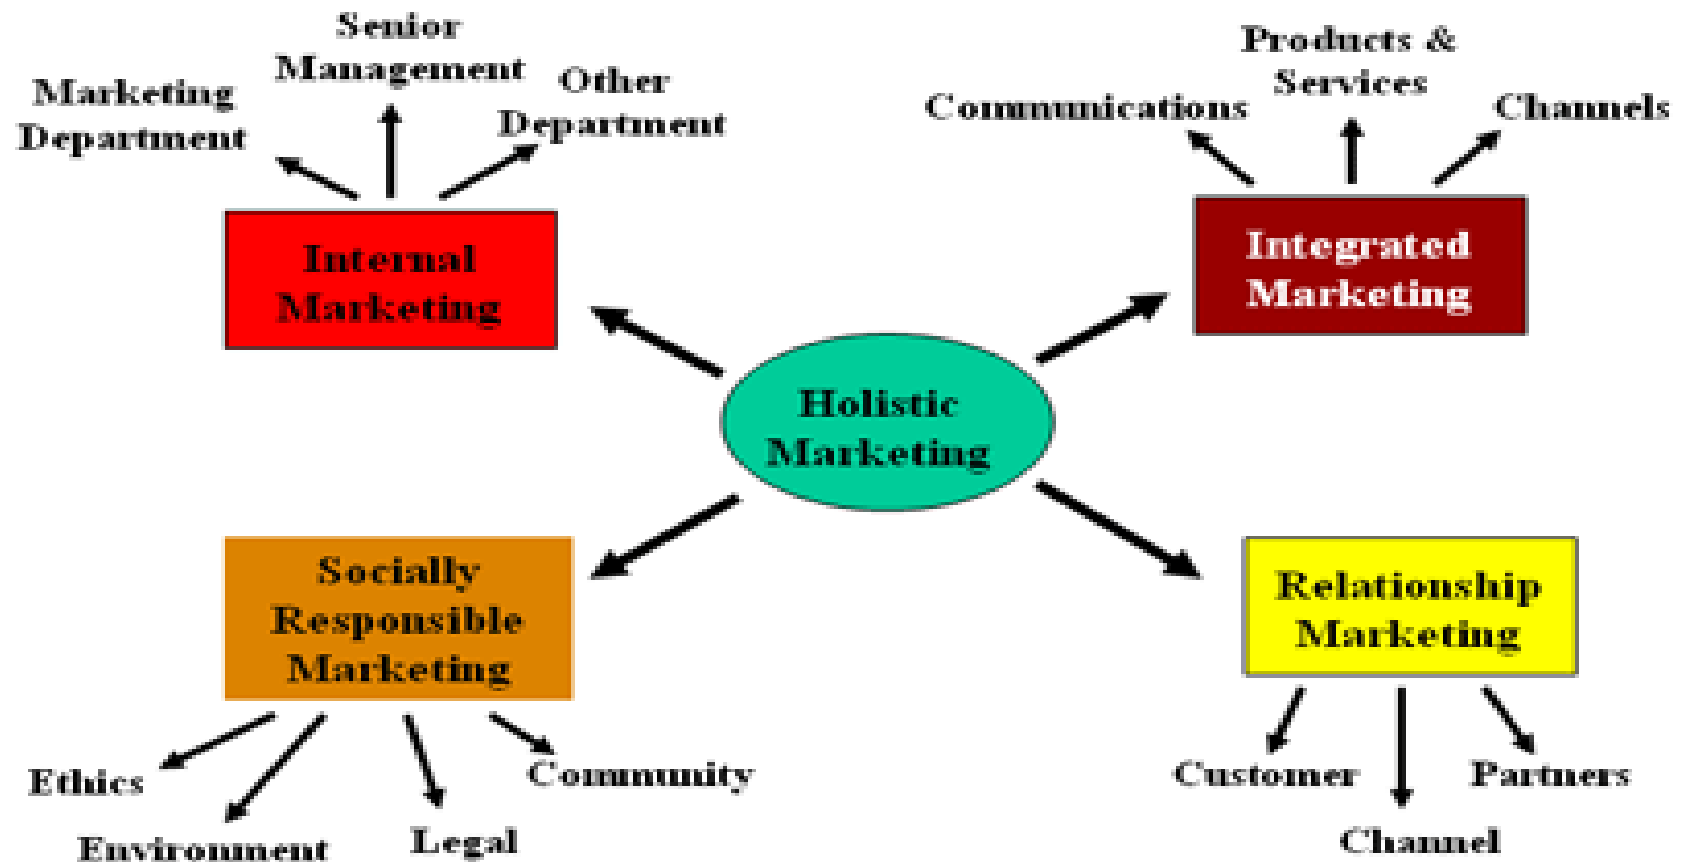 Senior
Management
Marketing
Department
Other
Department
Products &
Services
Communications
Channels
Internal
Marketing
Integrated
Marketing
Holistic
Marketing
Socially
Responsible
Marketing
Relationship
Marketing
Ethics
Environment
Legal
Community
Customer
Channel
Partners